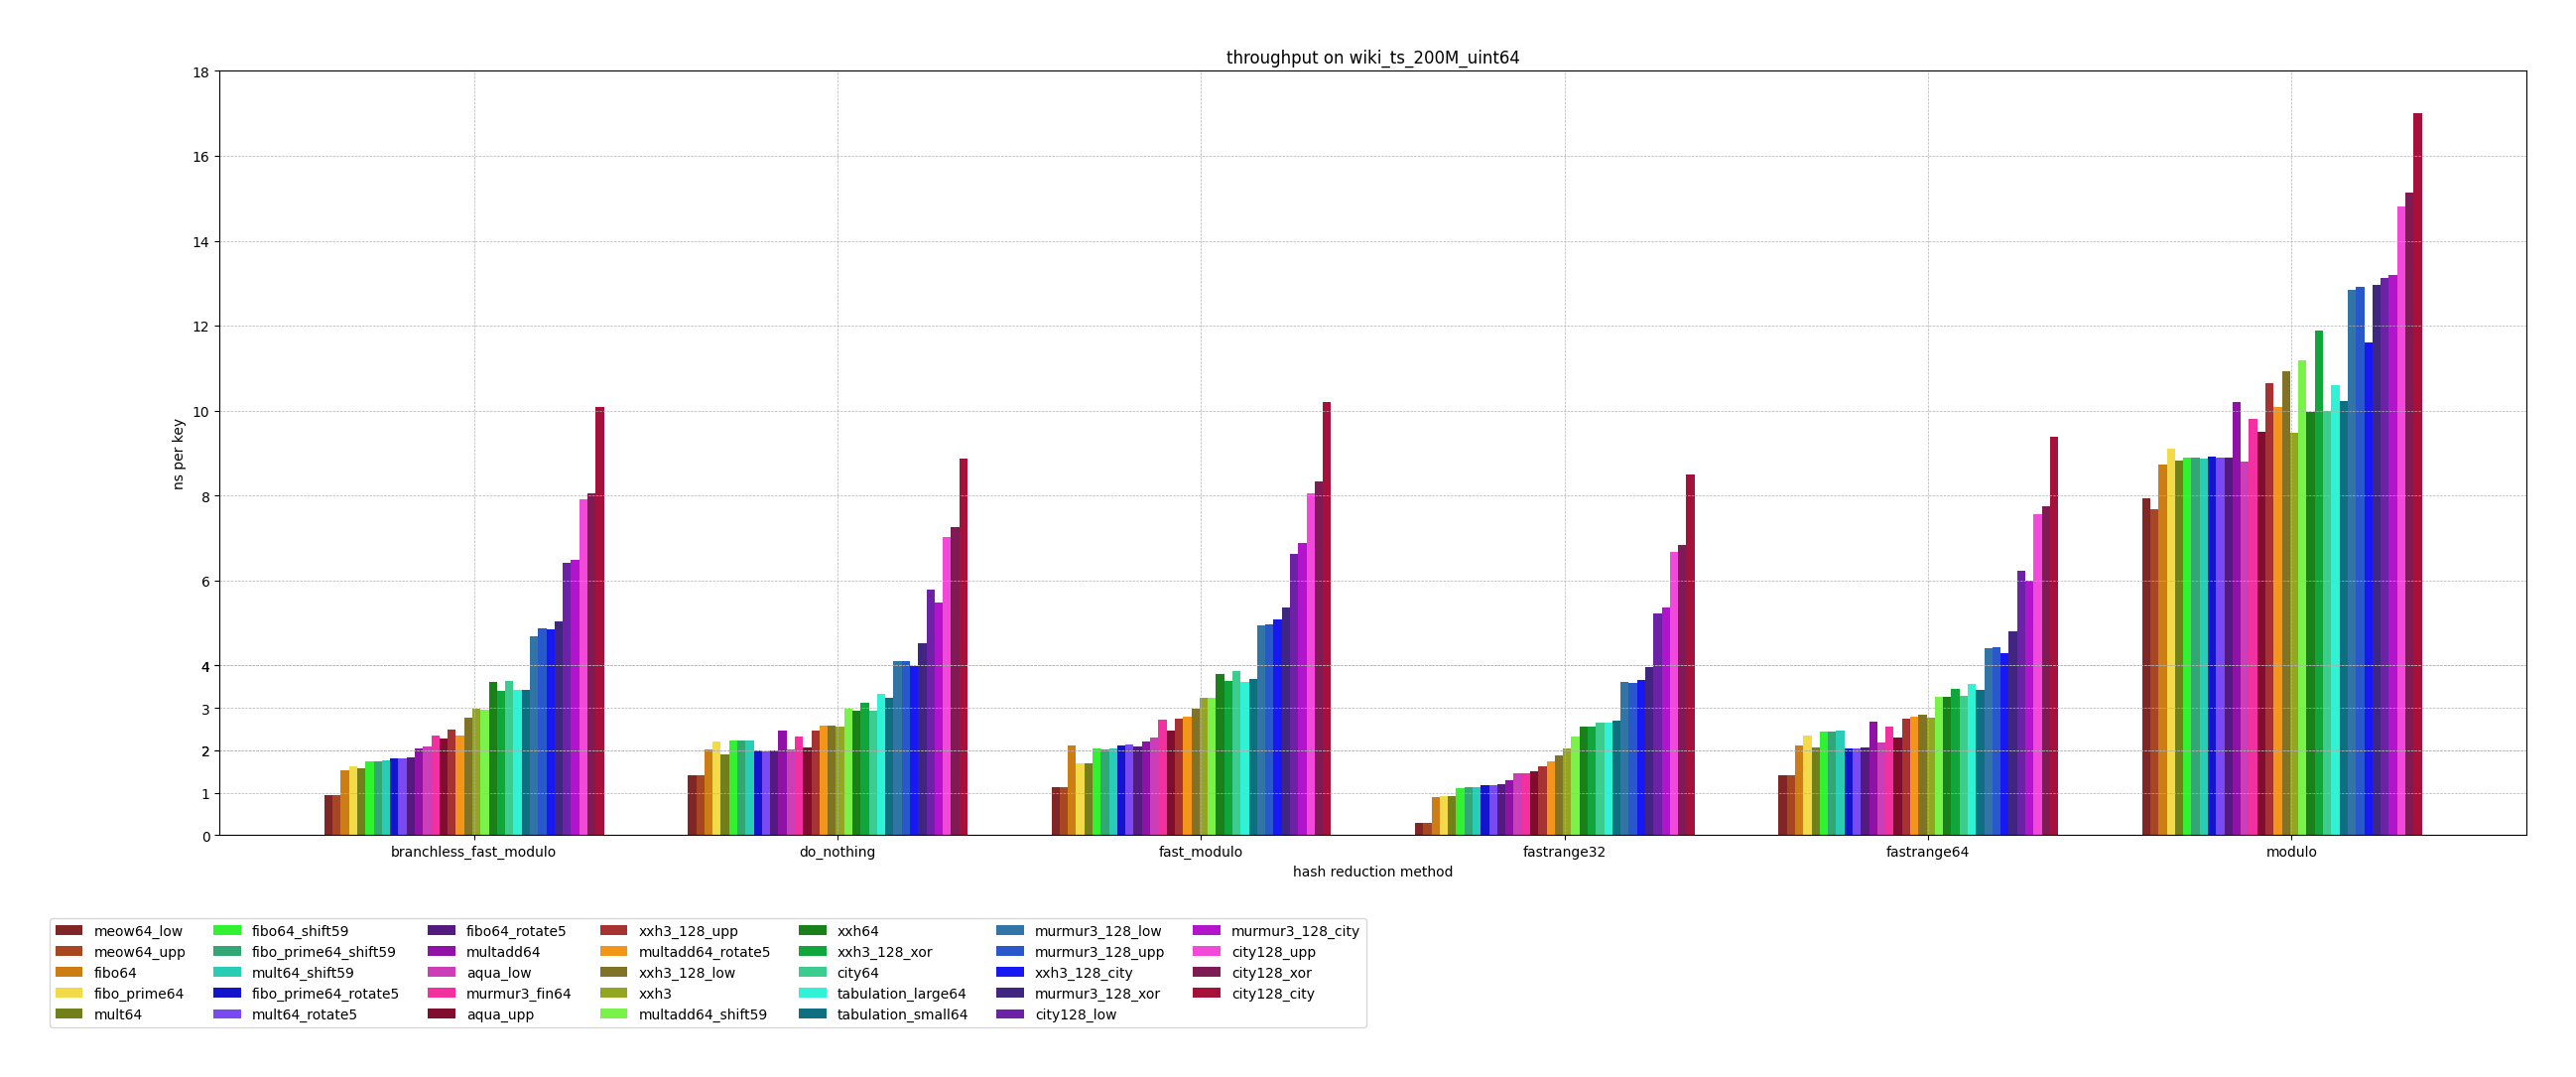 throughput on wiki_ts_200M_uint64
18
16
14
12
10
8
6
4
3
2
1
0
ns per key
branchless_fast_modulo do_nothing fast_modulo fastrange32 fastrange64 modulo
hash reduction method
meow64_low fibo64_shift59 fibo64_rotate5 xxh3_128_upp xxh64 murmur3_128_low murmur3_128_city
meow64_upp fibo_prime64_shift59 multadd64 multadd64_rotate5 xxh3_128_xor murmur3_128_upp city128_upp
fibo64 mult64_shift59 aqua_low xxh3_128_low city64 xxh3_128_city city128_xor
fibo_prime64 fibo_prime64_rotate5 murmur3_fin64 xxh3 tabulation_large64 murmur3_128_xor city128_city
mult64 mult64_rotate5 aqua_upp multadd64_shift59 tabulation_small64 city128_low